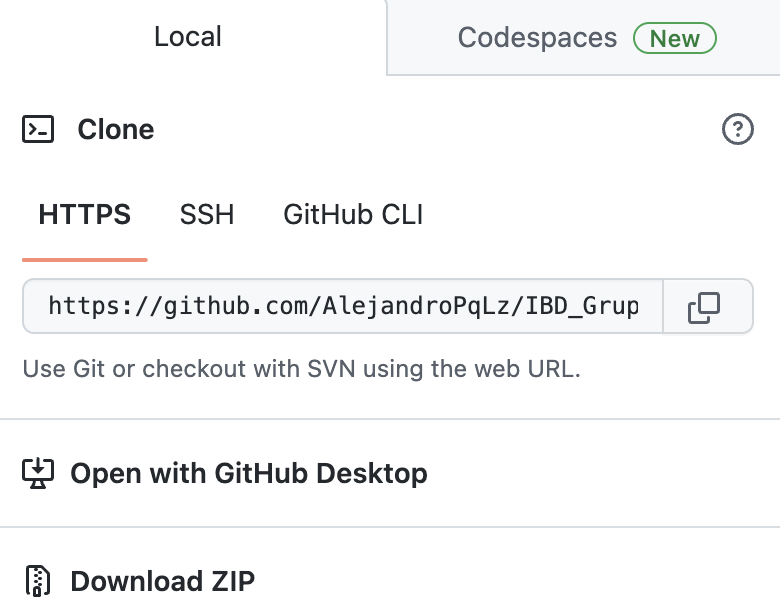 Local
Codespaces New
Clone
HTTPS SSH GitHub CLI
https://github.com/AlejandroPqLz/IBD_Grup
Use Git or checkout with SVN using the web URL.
Open with GitHub Desktop
Download ZIP